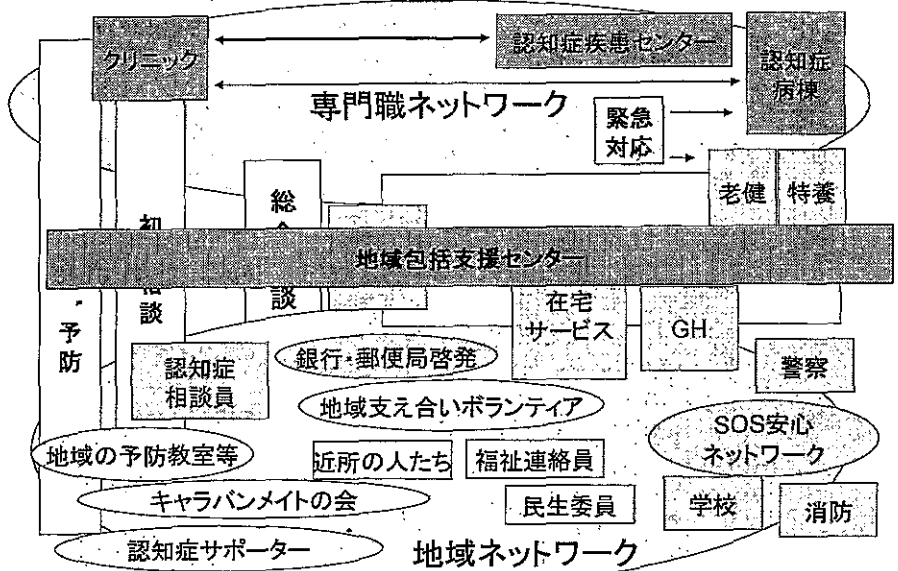 クリニック
認知症疾患センター
認知症
病棟
専門職ネットワーク
緊急
対応
老健
特養
総
談
初
談
地域包括支援センター
・予防
在宅
サービス
GH
認知症
相談員
銀行・郵便局啓発
警察
地域支え合いボランティア
SOS安心
ネットワーク
地域の予防教室等
近所の人たち
福祉連絡員
キャラバンメイトの会
民生委員
学校
消防
認知症サポーター
地域ネットワーク